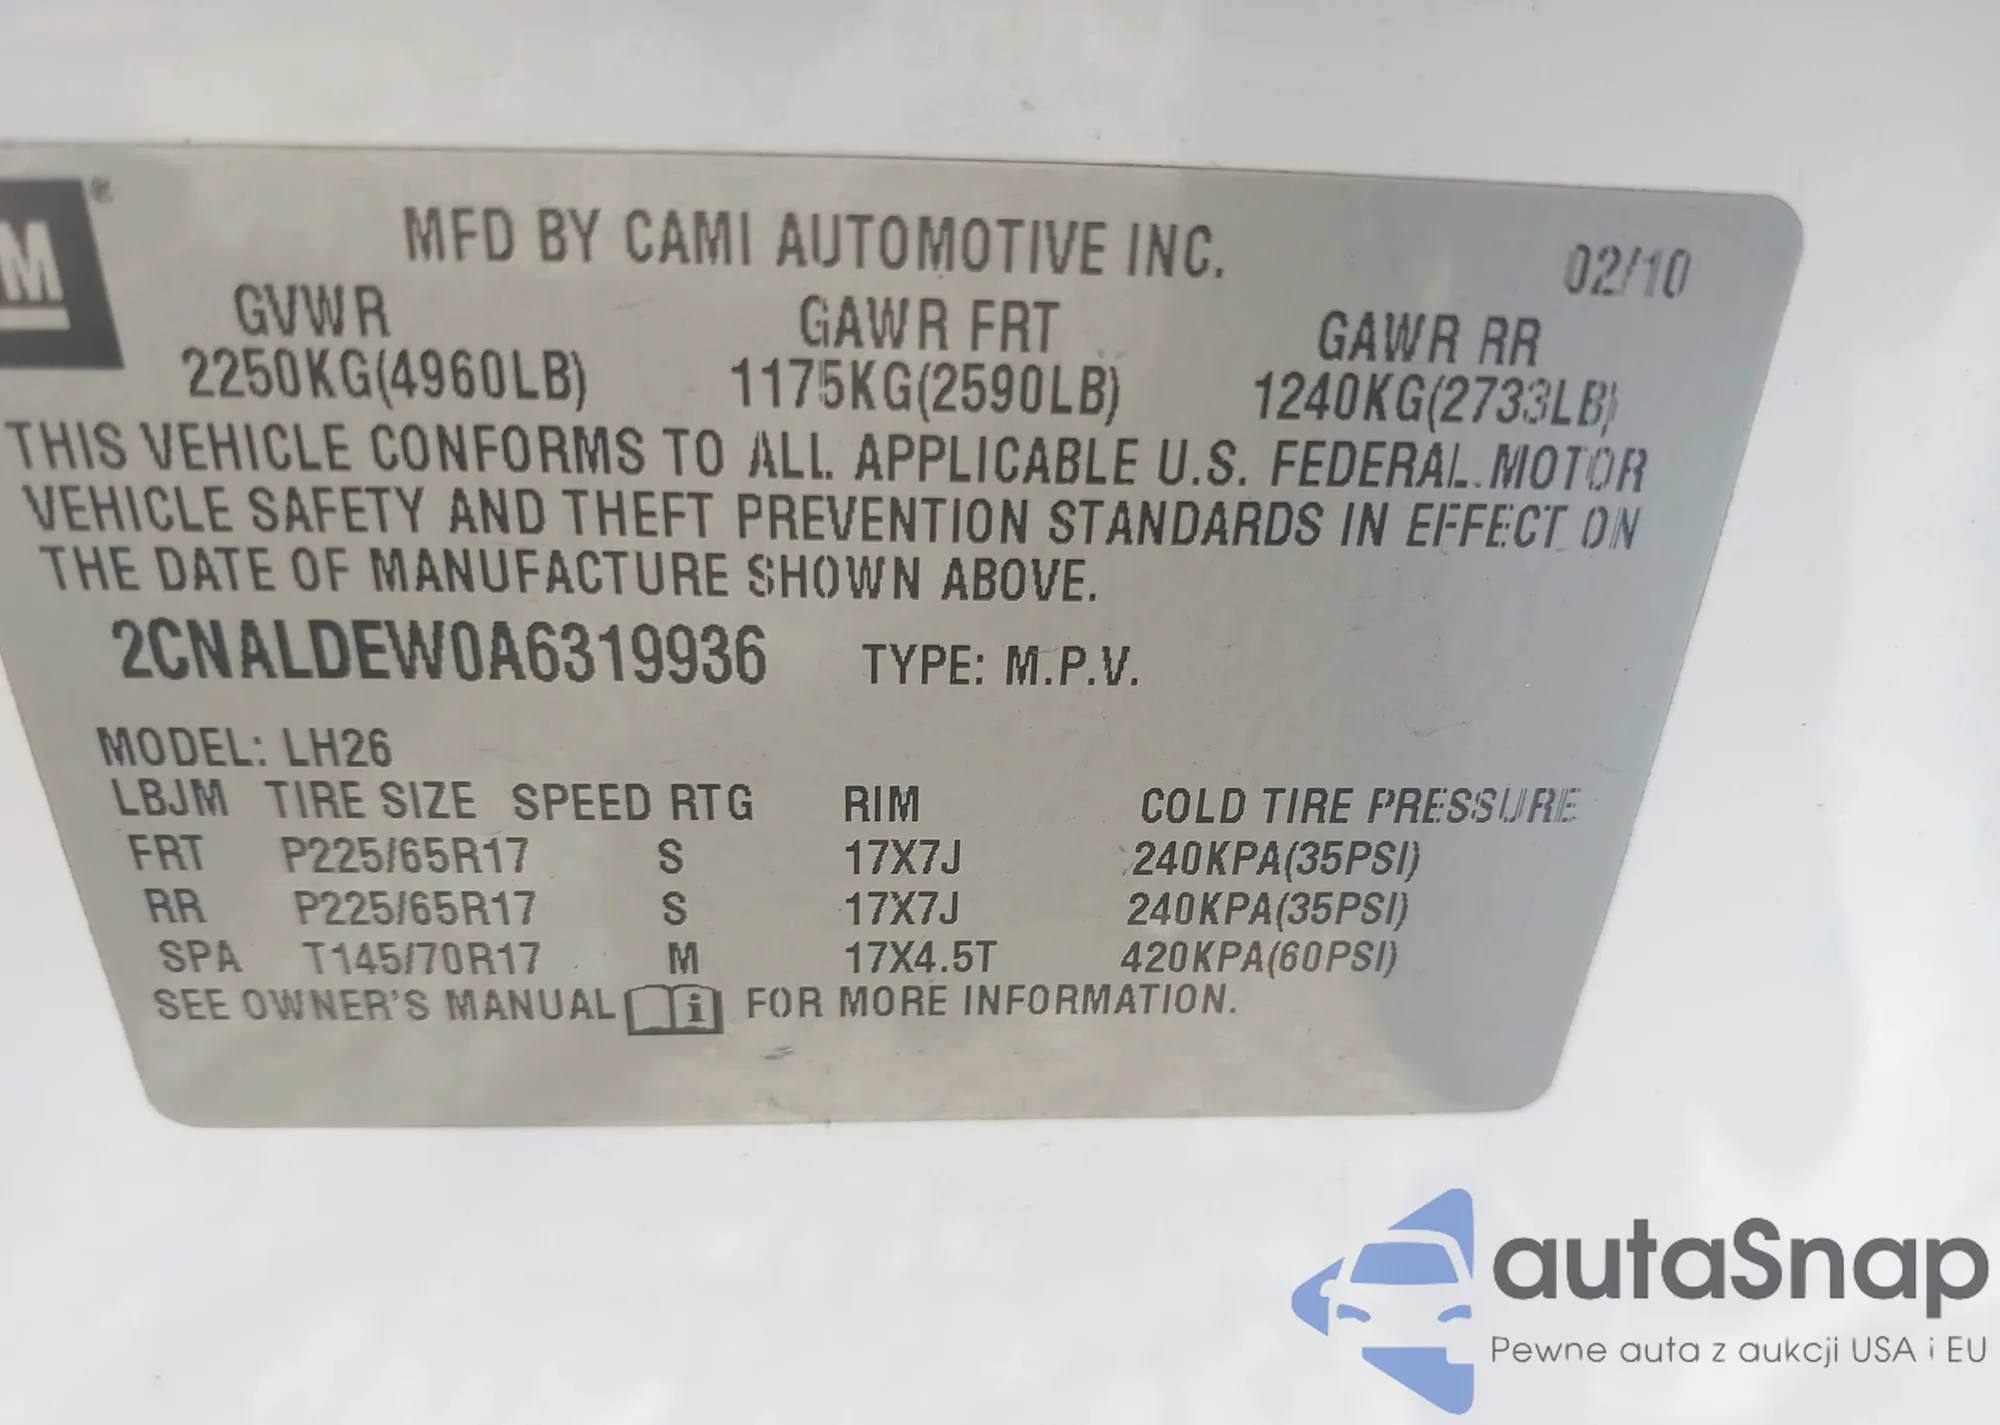 M ®
MFD BY CAMI AUTOMOTIVE INC. 02/10
GVWR GAWR FRT GAWR RR
2250KG(4960LB) 1175KG(2590LB) 1240KG(2733LB)
THIS VEHICLE CONFORMS TO ALL APPLICABLE U.S. FEDERAL MOTOR
VEHICLE SAFETY AND THEFT PREVENTION STANDARDS IN EFFECT ON
THE DATE OF MANUFACTURE SHOWN ABOVE.
2CNALDEW0A6319936 TYPE: M.P.V.
MODEL: LH26
LBJM TIRE SIZE SPEED RTG RIM COLD TIRE PRESSURE
FRT P225/65R17 S 17X7J 240KPA(35PSI)
RR P225/65R17 S 17X7J 240KPA(35PSI)
SPA T145/70R17 M 17X4.5T 420KPA(60PSI)
SEE OWNER'S MANUAL i FOR MORE INFORMATION.
autaSnap
Pewne auta z aukcji USA i EU